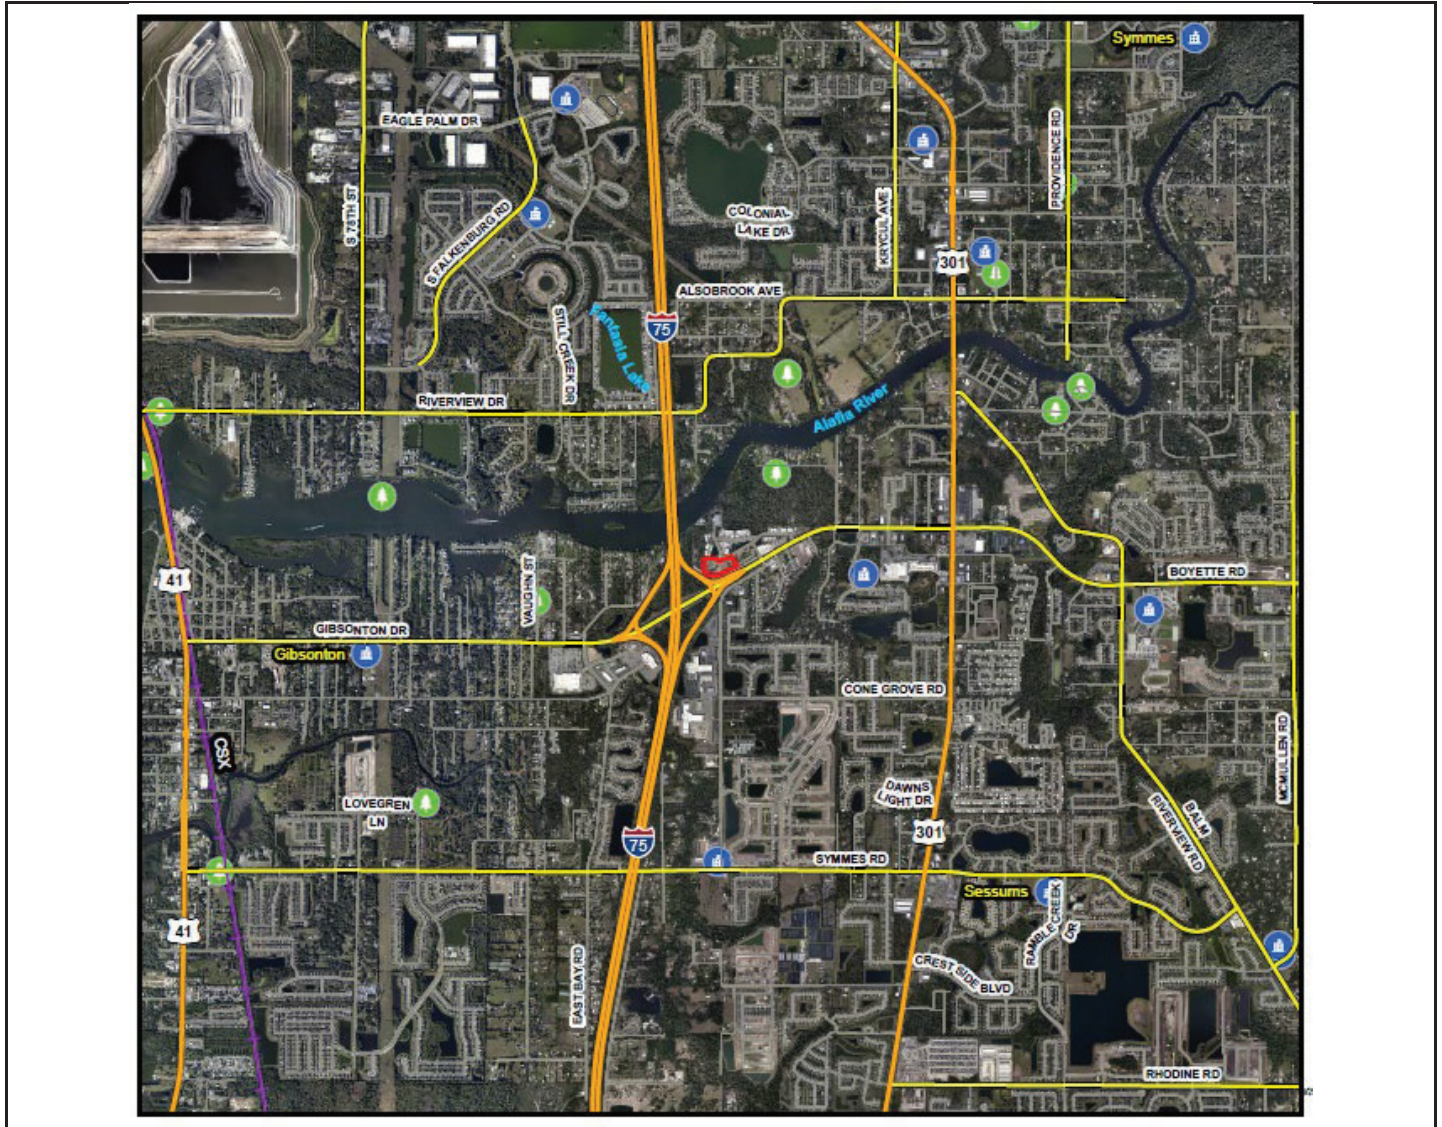 Symmes
EAGLE PALM DR
PROVIDENCE RD
S 78TH ST
S FALKENBURG RD
COLONIAL
LAKE DR
KRYCUL AVE
301
ALSOBROOK AVE
75
STILL CREEK DR
Fantasia Lake
RIVERVIEW DR
Alafia River
41
VAUGHN ST
BOYETTE RD
GIBSONTON DR
Gibsonton
CONE GROVE RD
CSX
MCMULLEN RD
DAWNS
LIGHT DR
LOVEGREN
LN
BALM
RIVERVIEW RD
301
75
SYMMES RD
Sessums
41
RAMBLE CREEK
DR
EAST BAY RD
CREST SIDE BLVD
RHODINE RD